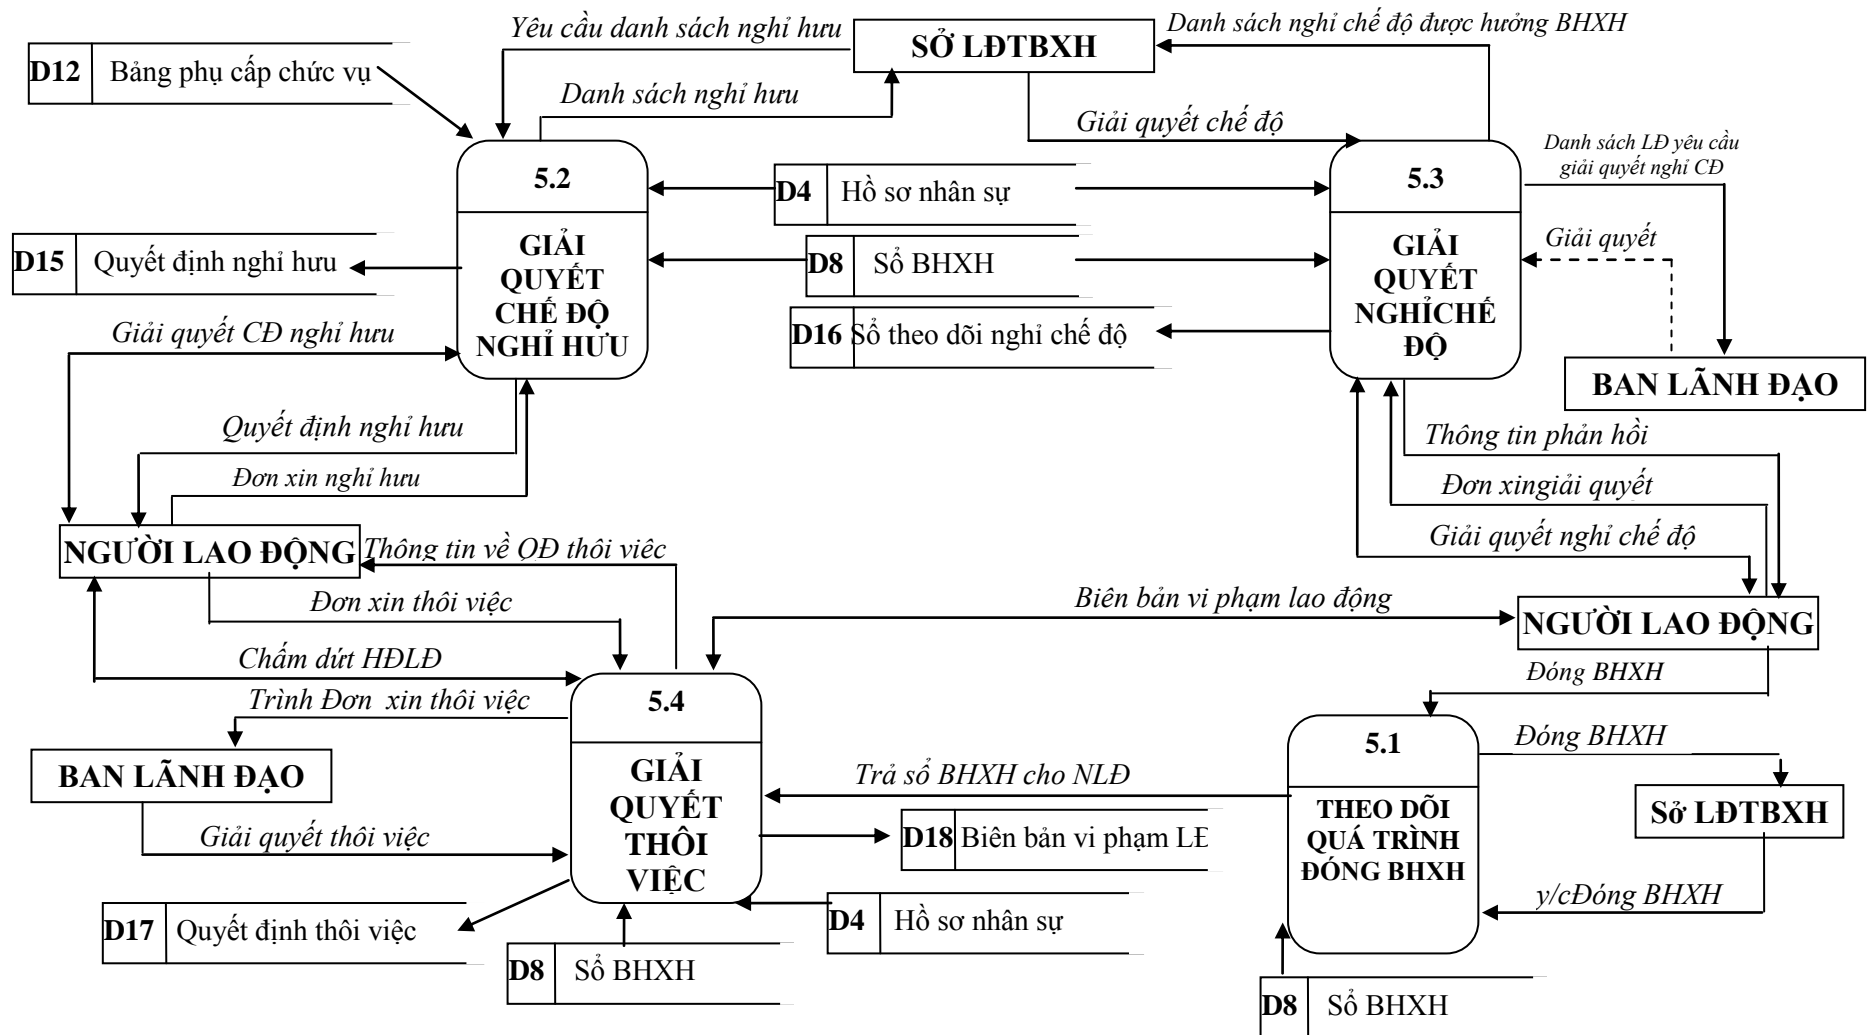 Yêu cầu danh sách nghỉ hưu
SỞ LĐTBXH
Danh sách nghỉ chế độ được hưởng BHXH
D12 Bảng phụ cấp chức vụ
Danh sách nghỉ hưu
Giải quyết chế độ
Danh sách LĐ yêu cầu
giải quyết nghỉ CĐ
5.2
GIẢI
QUYẾT
CHẾ ĐỘ
NGHỈ HƯU
D4 Hồ sơ nhân sự
D8 Sổ BHXH
D16 Sổ theo dõi nghỉ chế độ
5.3
GIẢI
QUYẾT
NGHỈCHẾ
ĐỘ
Giải quyết
BAN LÃNH ĐẠO
D15 Quyết định nghỉ hưu
Giải quyết CĐ nghỉ hưu
Quyết định nghỉ hưu
Đơn xin nghỉ hưu
Thông tin phản hồi
Đơn xingiải quyết
Giải quyết nghỉ chế độ
NGƯỜI LAO ĐỘNG
Thông tin về QĐ thôi việc
Đơn xin thôi việc
Biên bản vi phạm lao động
NGƯỜI LAO ĐỘNG
Chấm dứt HĐLĐ
Trình Đơn xin thôi việc
Đóng BHXH
5.4
GIẢI
QUYẾT
THÔI
VIỆC
5.1
THEO DÕI
QUÁ TRÌNH
ĐÓNG BHXH
Đóng BHXH
BAN LÃNH ĐẠO
Trả sổ BHXH cho NLĐ
Sở LĐTBXH
Giải quyết thôi việc
D18 Biên bản vi phạm LĐ
y/cĐóng BHXH
D17 Quyết định thôi việc
D4 Hồ sơ nhân sự
D8 Sổ BHXH
D8 Sổ BHXH